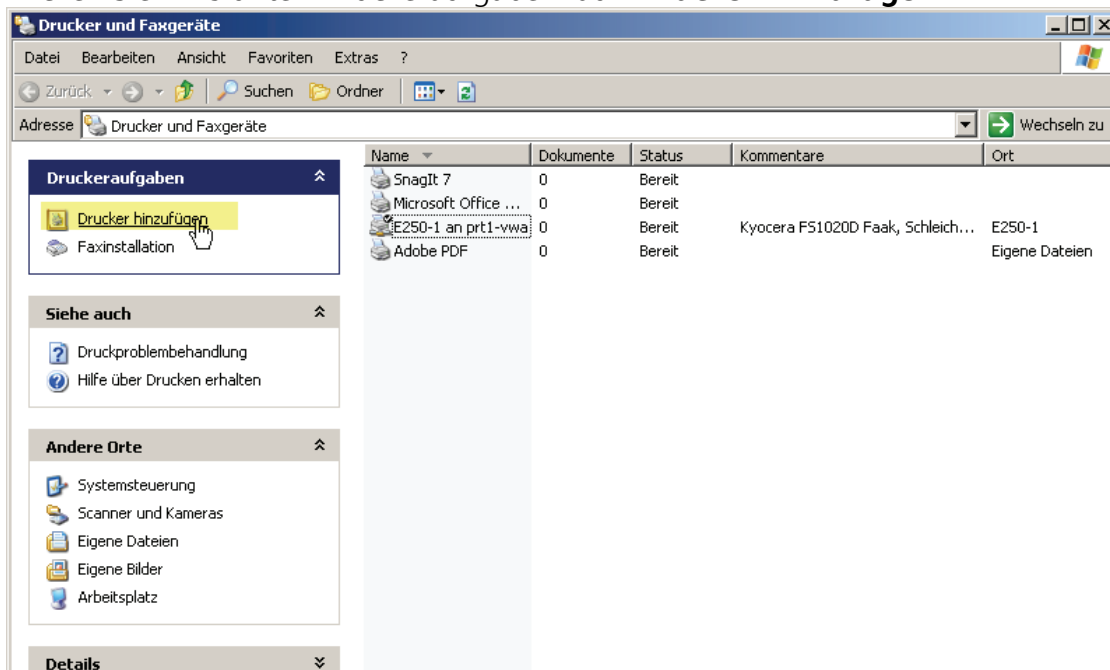 Drucker und Faxgeräte
Datei Bearbeiten Ansicht Favoriten Extras ?
Zurück Suchen Ordner
Adresse Drucker und Faxgeräte Wechseln zu
Druckeraufgaben
Drucker hinzufügen
Faxinstallation
Siehe auch
Druckproblembehandlung
Hilfe über Drucken erhalten
Andere Orte
Systemsteuerung
Scanner und Kameras
Eigene Dateien
Eigene Bilder
Arbeitsplatz
Details
Name Dokumente Status Kommentare Ort
SnagIt 7 0 Bereit
Microsoft Office ... 0 Bereit
E250-1 an prt1-vwa 0 Bereit Kyocera FS1020D Faak, Schleich... E250-1
Adobe PDF 0 Bereit Eigene Dateien